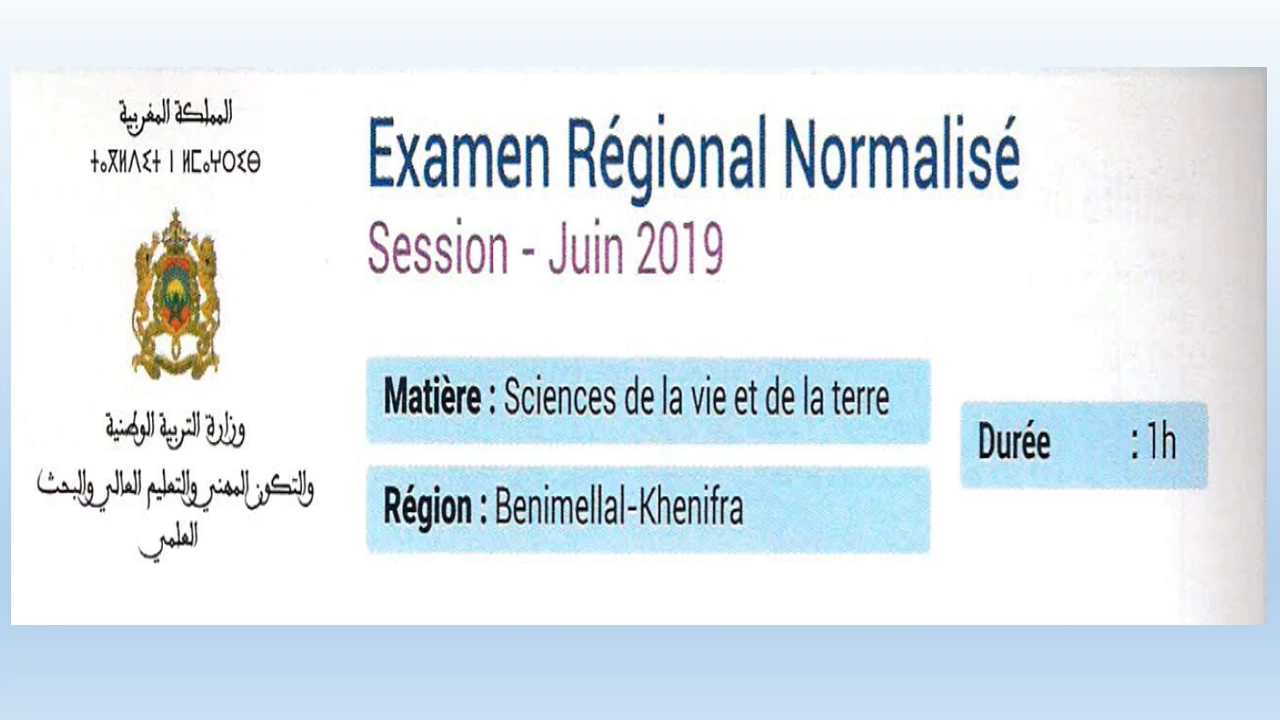 المملكة المغربية
ⵜⴰⴳⵍⴷⵉⵜ ⵏ ⵍⵎⴰⵖⵔⵉⴱ
وزارة التربية الوطنية
والتكوين المهني والتعليم العالي والبحث
العلمي
Examen Régional Normalisé
Session - Juin 2019
Matière : Sciences de la vie et de la terre
Région : Benimellal-Khenifra
Durée : 1h